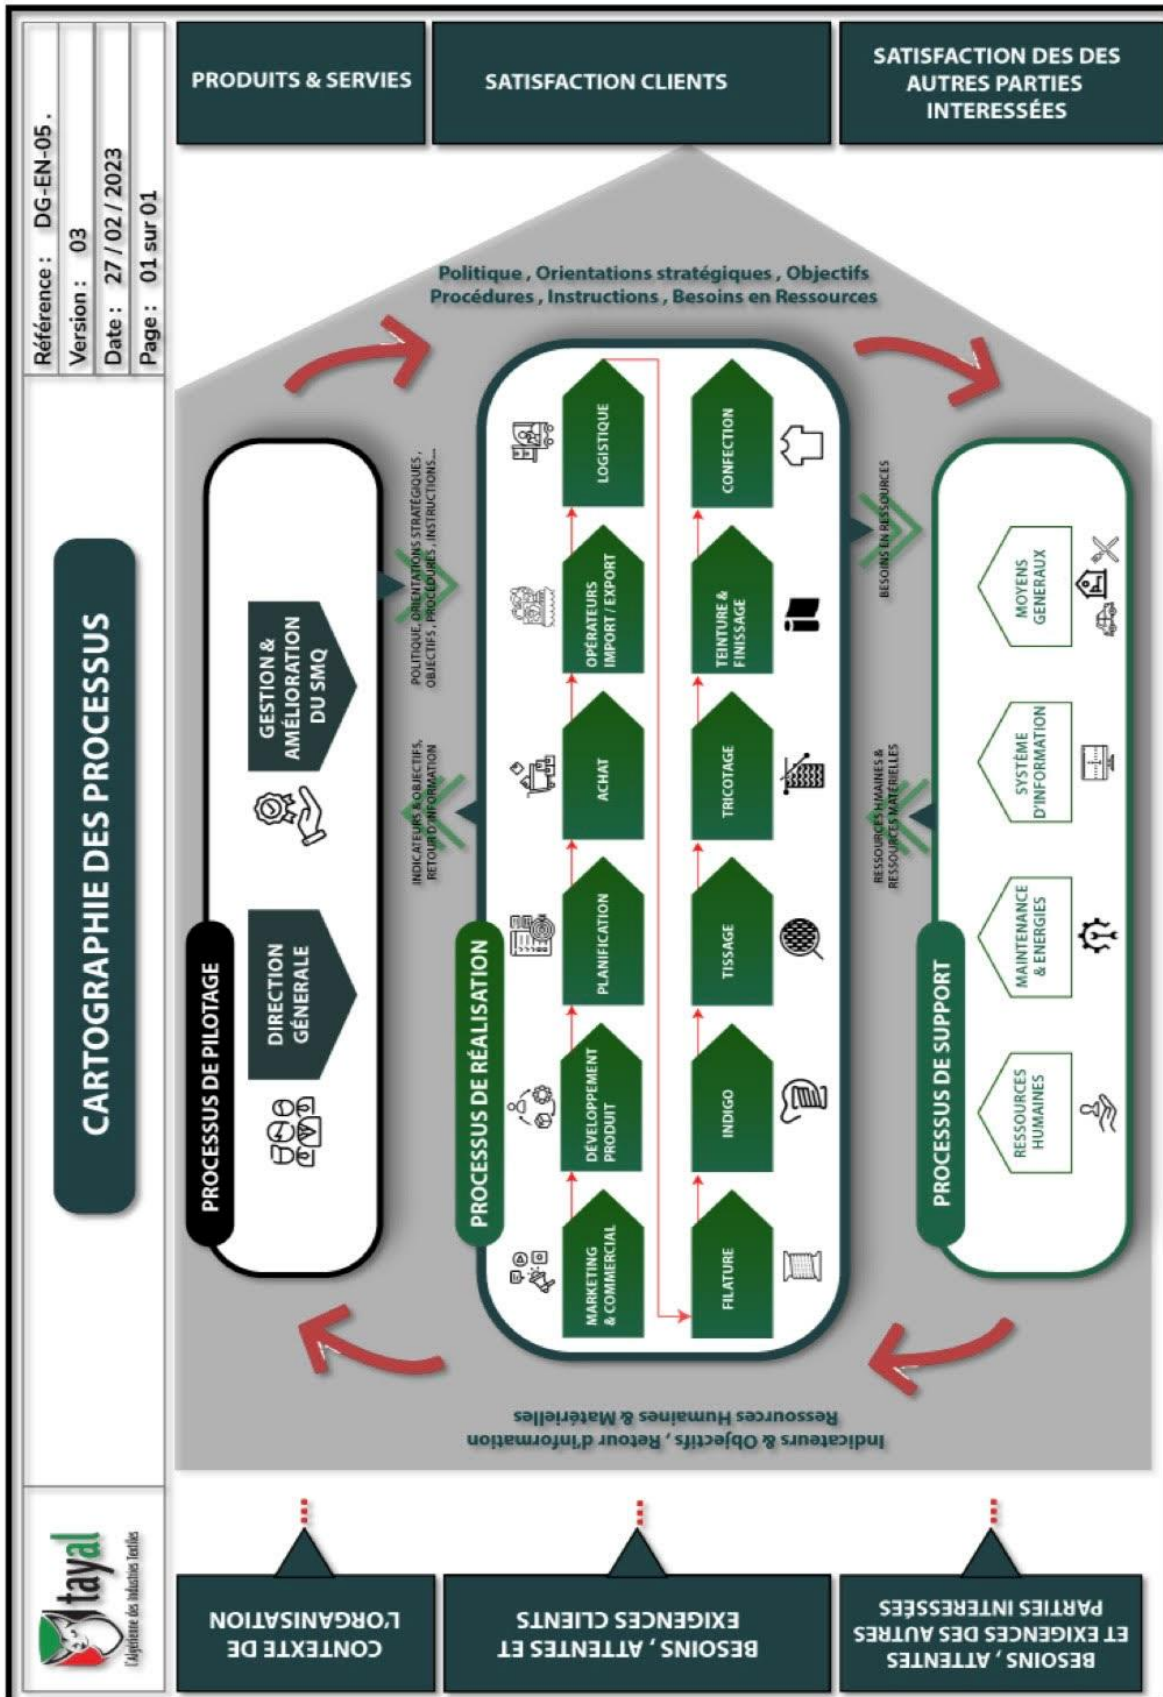 tayal
l'Algérienne des Industries Textiles
CARTOGRAPHIE DES PROCESSUS
Référence : DG-EN-05 .
Version : 03
Date : 27 / 02 / 2023
Page : 01 sur 01
CONTEXTE DE
L'ORGANISATION
BESOINS , ATTENTES ET
EXIGENCES CLIENTS
BESOINS , ATTENTES
ET EXIGENCES DES AUTRES
PARTIES INTERESSÉES
Indicateurs & Objectifs , Retour d'information
Ressources Humaines & Matérielles
PROCESSUS DE PILOTAGE
DIRECTION
GÉNERALE
GESTION &
AMÉLIORATION
DU SMQ
INDICATEURS & OBJECTIFS,
RETOUR D'INFORMATION
POLITIQUE, ORIENTATIONS STRATÉGIQUES ,
OBJECTIFS , PROCÉDURES , INSTRUCTIONS....
PROCESSUS DE RÉALISATION
MARKETING
& COMMERCIAL
DÉVELOPPEMENT
PRODUIT
PLANIFICATION
ACHAT
OPÉRATEURS
IMPORT / EXPORT
LOGISTIQUE
FILATURE
INDIGO
TISSAGE
TRICOTAGE
TEINTURE &
FINISSAGE
CONFECTION
RESSOURCES HMAINES &
RESSOURCES MATÉRIELLES
BESOINS EN RESSOURCES
PROCESSUS DE SUPPORT
RESSOURCES
HUMAINES
MAINTENANCE
& ENERGIES
SYSTÈME
D'INFORMATION
MOYENS
GENERAUX
Politique , Orientations stratégiques , Objectifs
Procédures , Instructions , Besoins en Ressources
PRODUITS & SERVIES
SATISFACTION CLIENTS
SATISFACTION DES DES
AUTRES PARTIES
INTERESSÉES